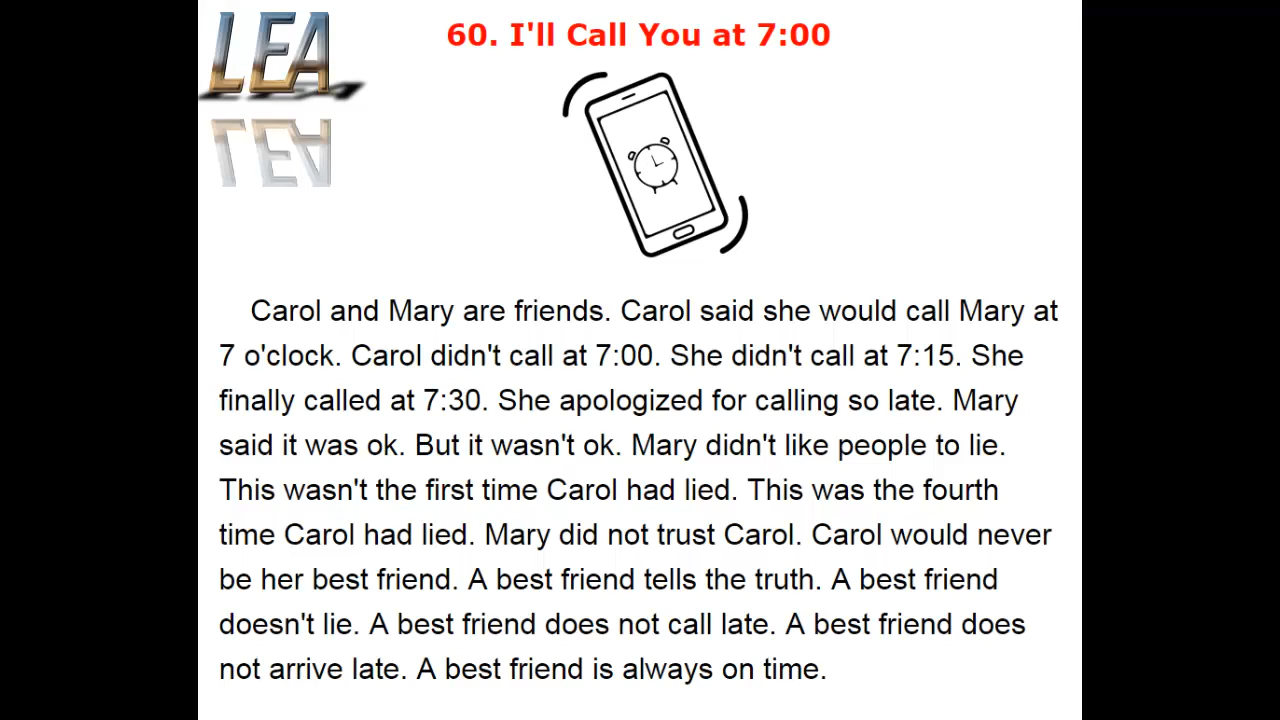 LEA
60. I'll Call You at 7:00
Carol and Mary are friends. Carol said she would call Mary at
7 o'clock. Carol didn't call at 7:00. She didn't call at 7:15. She
finally called at 7:30. She apologized for calling so late. Mary
said it was ok. But it wasn't ok. Mary didn't like people to lie.
This wasn't the first time Carol had lied. This was the fourth
time Carol had lied. Mary did not trust Carol. Carol would never
be her best friend. A best friend tells the truth. A best friend
doesn't lie. A best friend does not call late. A best friend does
not arrive late. A best friend is always on time.